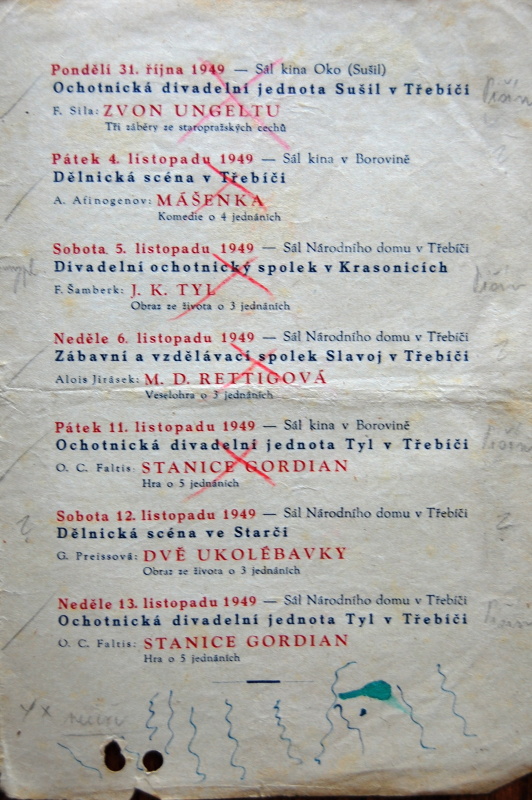 Pondělí 31. října 1949 — Sál kina Oko (Sušil)
Ochotnická divadelní jednota Sušil v Třebíči
F. Síla: ZVON UNGELTU
Tři záběry ze staropražských cechů
Pátek 4. listopadu 1949 — Sál kina v Borovině
Dělnická scéna v Třebíči
A. Afinogenov: MÁŠENKA
Komedie o 4 jednáních
Sobota 5. listopadu 1949 — Sál Národního domu v Třebíči
Divadelní ochotnický spolek v Krasonicích
F. Šamberk: J. K. TYL
Obraz ze života o 3 jednáních
Neděle 6. listopadu 1949 — Sál Národního domu v Třebíči
Zábavní a vzdělávací spolek Slavoj v Třebíči
Alois Jirásek: M. D. RETTIGOVÁ
Veselohra o 3 jednáních
Pátek 11. listopadu 1949 — Sál kina v Borovině
Ochotnická divadelní jednota Tyl v Třebíči
O. C. Faltis: STANICE GORDIAN
Hra o 5 jednáních
Sobota 12. listopadu 1949 — Sál Národního domu v Třebíči
Dělnická scéna ve Starči
G. Preissová: DVĚ UKOLÉBAVKY
Obraz ze života o 3 jednáních
Neděle 13. listopadu 1949 — Sál Národního domu v Třebíči
Ochotnická divadelní jednota Tyl v Třebíči
O. C. Faltis: STANICE GORDIAN
Hra o 5 jednáních
4x